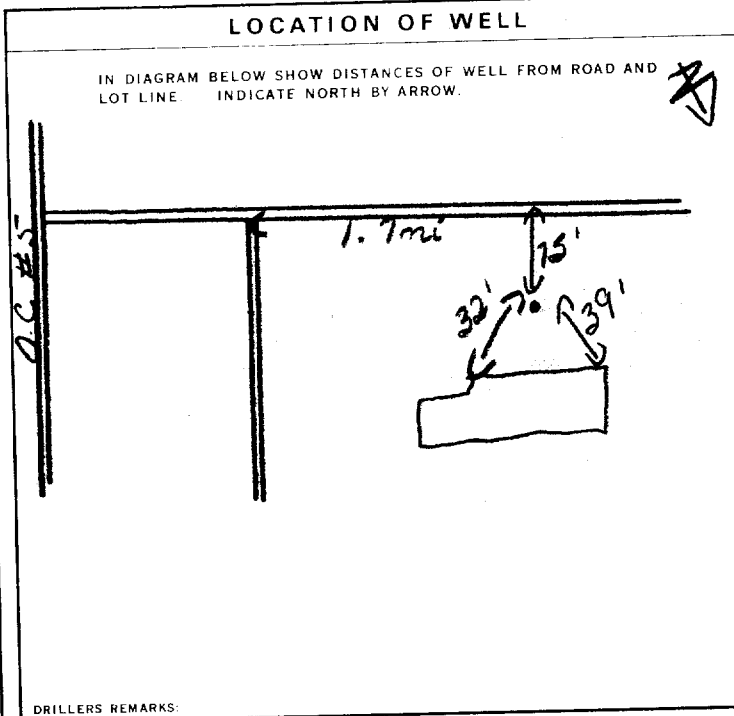 LOCATION OF WELL
IN DIAGRAM BELOW SHOW DISTANCES OF WELL FROM ROAD AND
LOT LINE. INDICATE NORTH BY ARROW.
1.7mi
75'
32'
39'
#5
DRILLERS REMARKS: